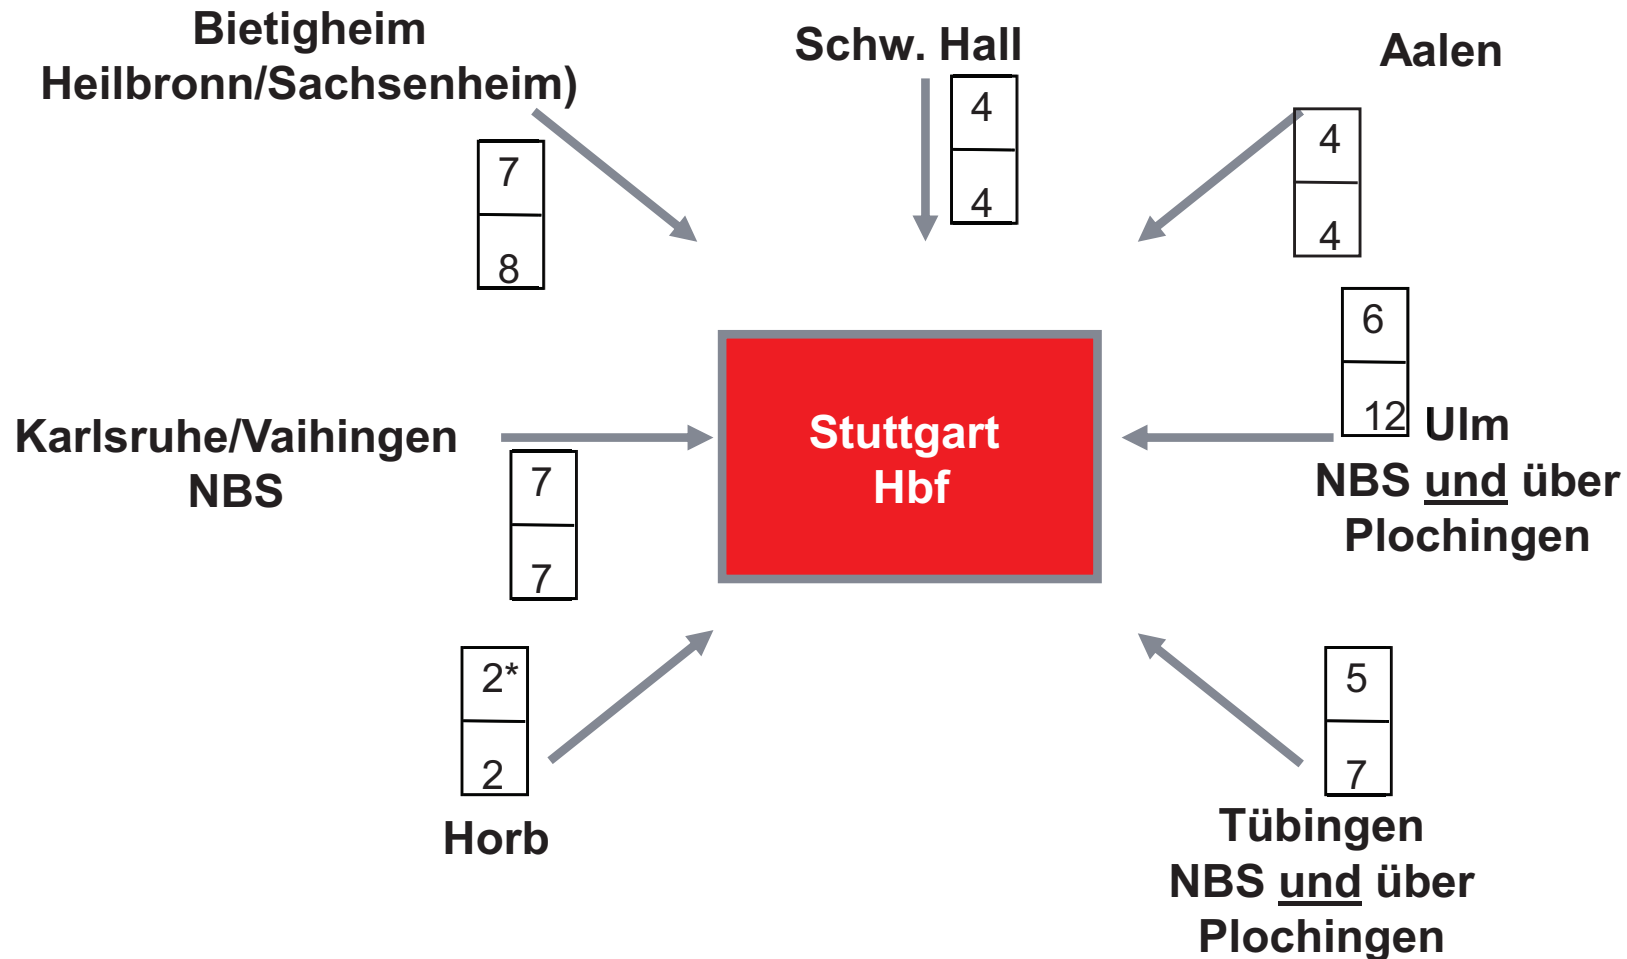 Bietigheim
Heilbronn/Sachsenheim)
7
8
Schw. Hall
4
4
Aalen
4
4
Karlsruhe/Vaihingen
NBS
7
7
Stuttgart
Hbf
6
12
Ulm
NBS und über
Plochingen
2*
2
Horb
5
7
Tübingen
NBS und über
Plochingen